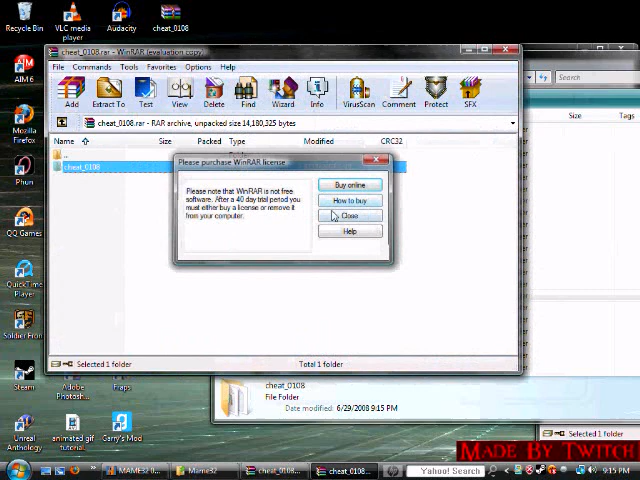 Recycle Bin
VLC media player
Audacity
cheat_0108
AIM 6
Mozilla Firefox
Phun
QQ Games
QuickTime Player
Soldier Front
Steam
Adobe Photosh...
Fraps
Unreal Anthology
animated gif tutorial
Garry's Mod
cheat_0108.rar - WinRAR (evaluation copy)
File Commands Tools Favorites Options Help
Add Extract To Test View Delete Find Wizard Info VirusScan Comment Protect SFX
cheat_0108.rar - RAR archive, unpacked size 14,180,325 bytes
Name Size Packed Type Modified CRC32
..
cheat_0108
Please purchase WinRAR license
Please note that WinRAR is not free
software. After a 40 day trial period you
must either buy a license or remove it
from your computer.
Buy online
How to buy
Close
Help
Selected 1 folder
Total 1 folder
Search
Size Tags
cheat_0108
File Folder
Date modified: 6/29/2008 9:15 PM
Selected 1 folder
MADE BY TWITCH
MAME32 0... Mame32 cheat_0108... cheat_0108... Yahoo! Search 9:15 PM